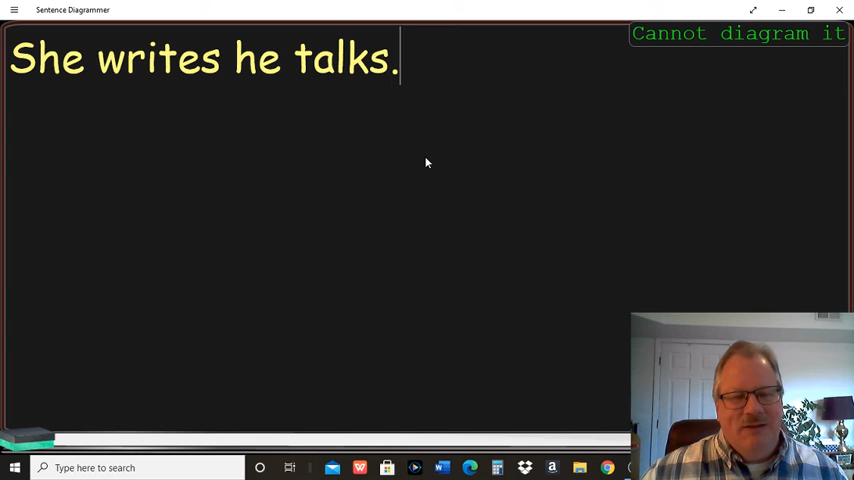 Sentence Diagrammer
She writes he talks.
Cannot diagram it
Type here to search